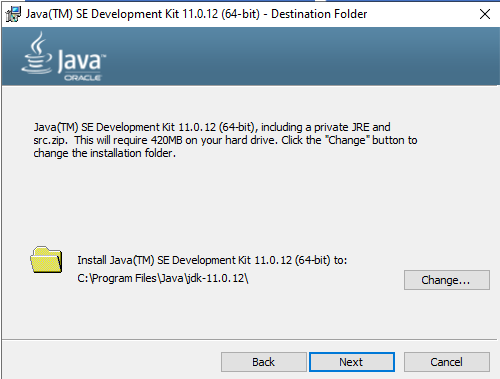 Java(TM) SE Development Kit 11.0.12 (64-bit) - Destination Folder
Java
ORACLE
Java(TM) SE Development Kit 11.0.12 (64-bit), including a private JRE and
src.zip.  This will require 420MB on your hard drive. Click the "Change" button to
change the installation folder.
Install Java(TM) SE Development Kit 11.0.12 (64-bit) to:
C:\Program Files\Java\jdk-11.0.12\
Change...
Back
Next
Cancel